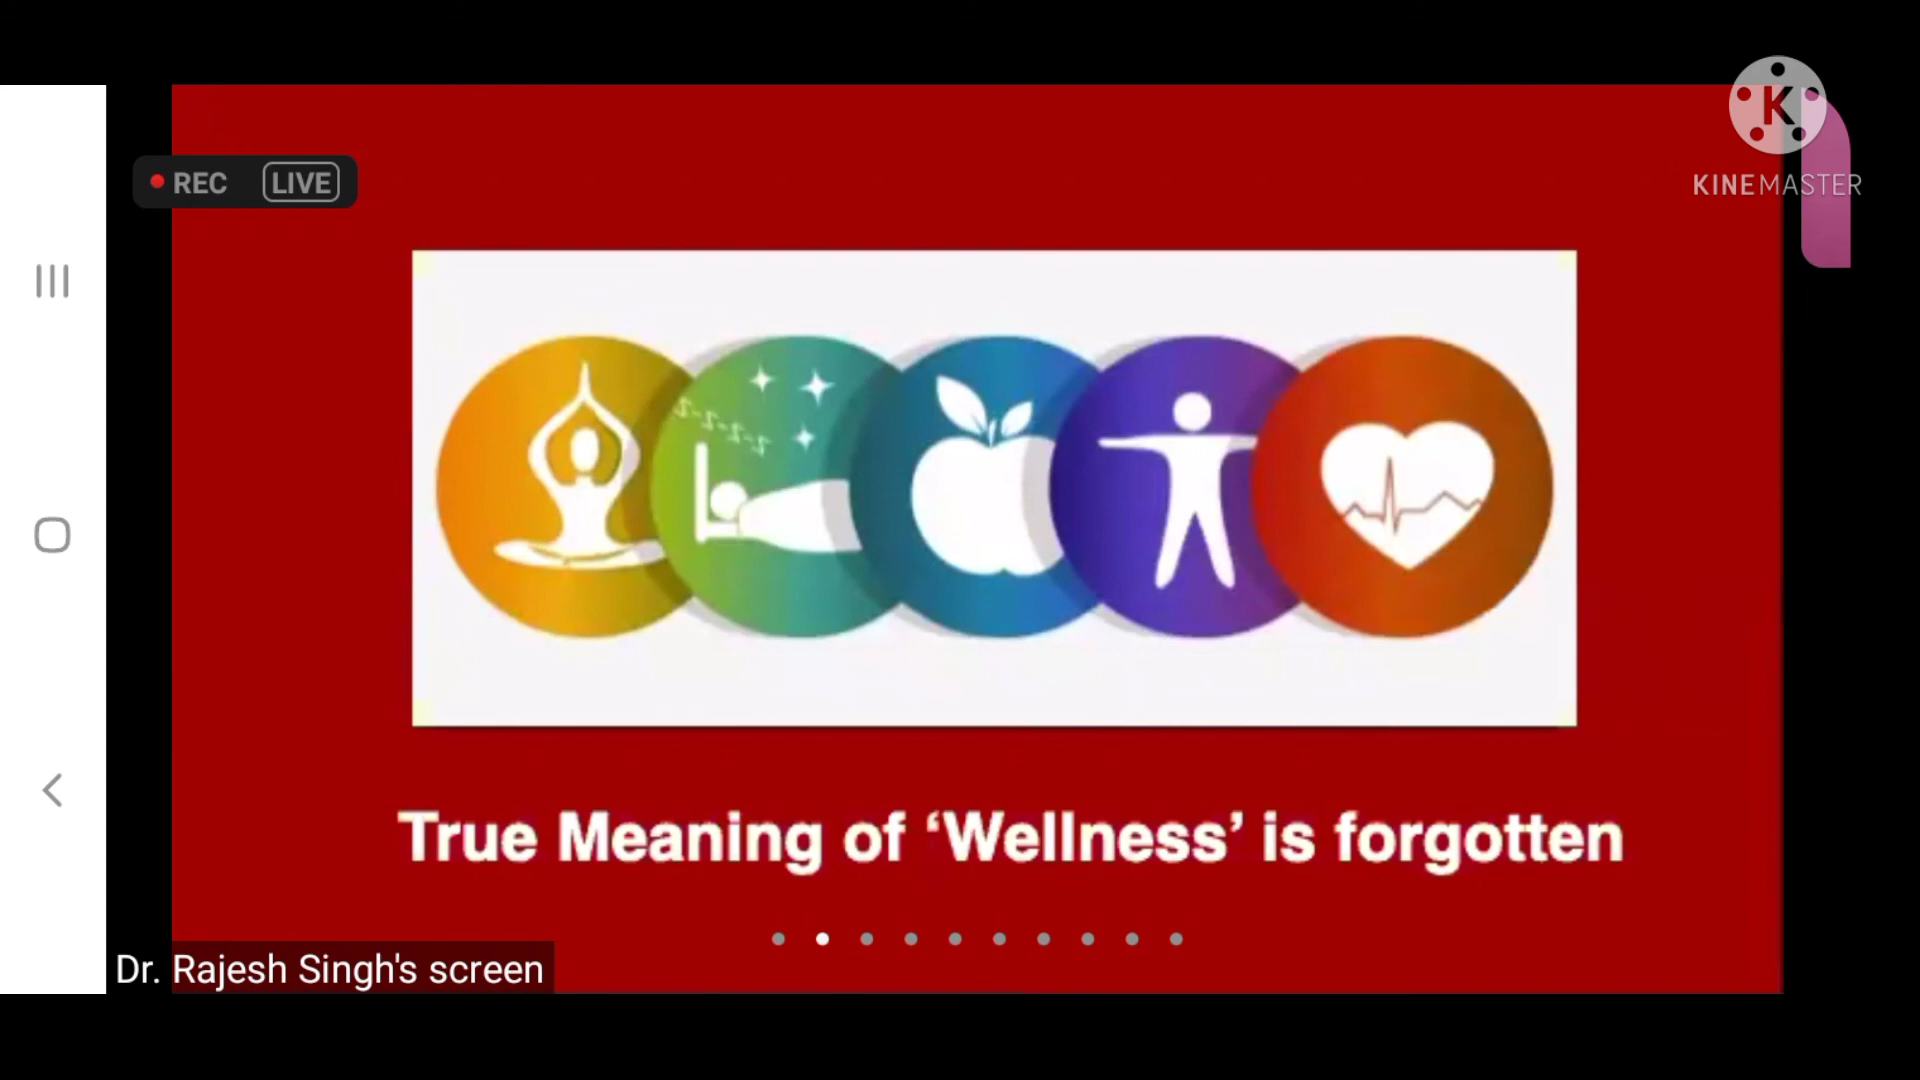 REC LIVE
K
KINEMASTER
z-z-z-z-z
True Meaning of ‘Wellness’ is forgotten
Dr. Rajesh Singh's screen